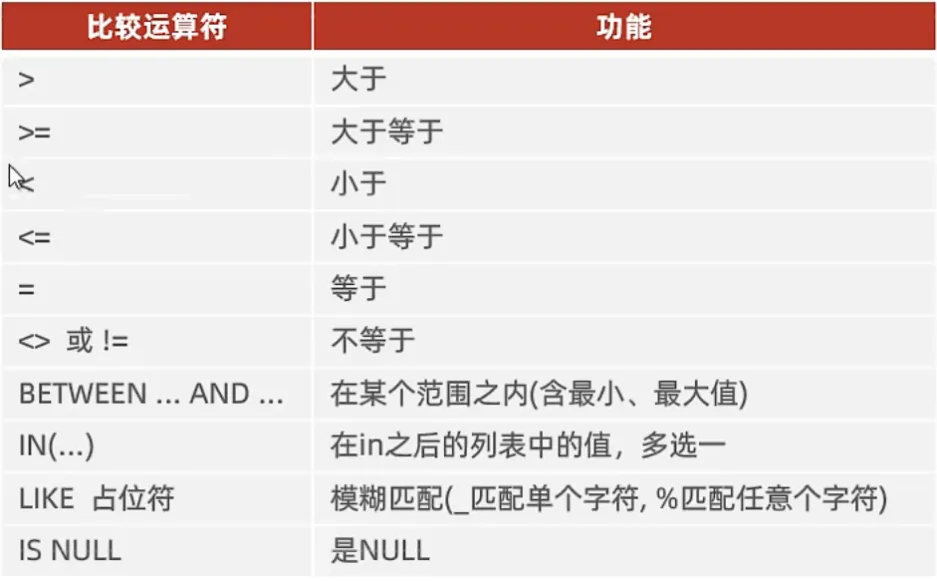 比较运算符 功能
> 大于
>= 大于等于
< 小于
<= 小于等于
= 等于
<> 或 != 不等于
BETWEEN ... AND ... 在某个范围之内(含最小、最大值)
IN(...) 在in之后的列表中的值，多选一
LIKE 占位符 模糊匹配(_匹配单个字符, %匹配任意个字符)
IS NULL 是NULL